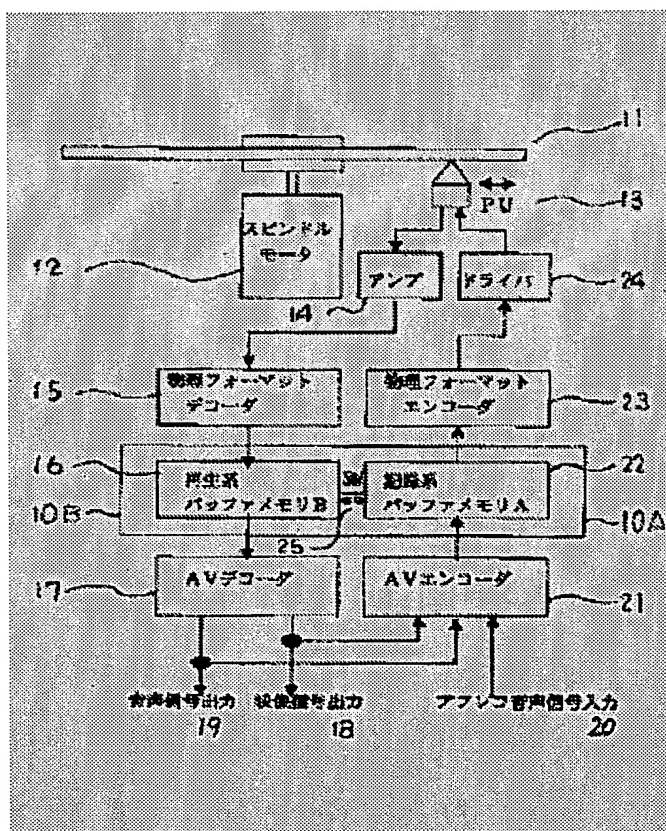 11
PU
13
スピンドル
モータ
12
アンプ
14
ドライバ
24
物理フォーマット
デコーダ
15
物理フォーマット
エンコーダ
23
16
再生系
バッファメモリB
記録系
バッファメモリA
22
10B
25
10A
17
AVデコーダ
AVエンコーダ
21
音声信号出力
19
映像信号出力
18
アフレコ音声信号入力
20